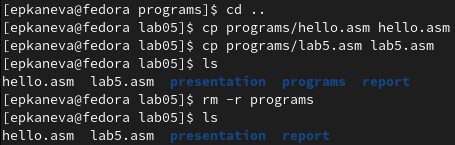 [epkaneva@fedora programs]$ cd ..
[epkaneva@fedora lab05]$ cp programs/hello.asm hello.asm
[epkaneva@fedora lab05]$ cp programs/lab5.asm lab5.asm
[epkaneva@fedora lab05]$ ls
hello.asm  lab5.asm  presentation  programs  report
[epkaneva@fedora lab05]$ rm -r programs
[epkaneva@fedora lab05]$ ls
hello.asm  lab5.asm  presentation  report